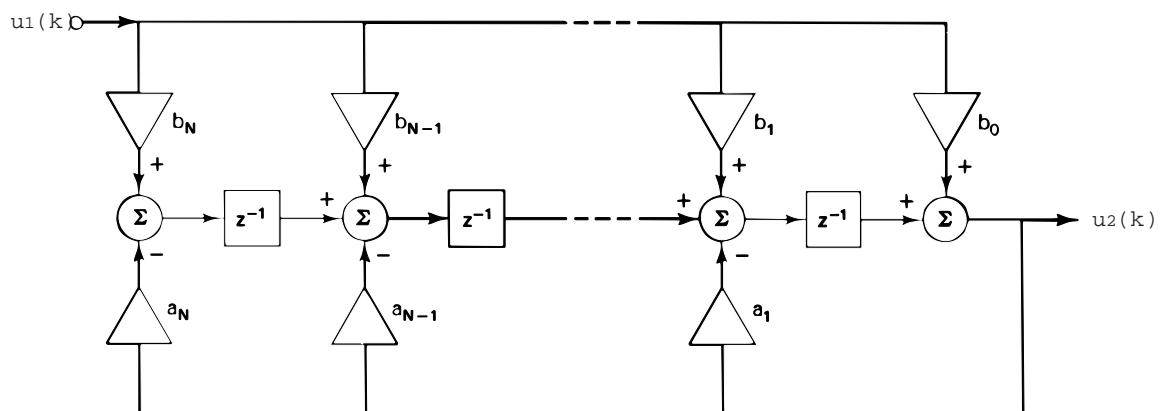 u1(k)
b_N b_{N-1} b_1 b_0
+ + + +
Σ z⁻¹ + Σ z⁻¹ + Σ z⁻¹ + Σ u2(k)
− − −
a_N a_{N-1} a_1